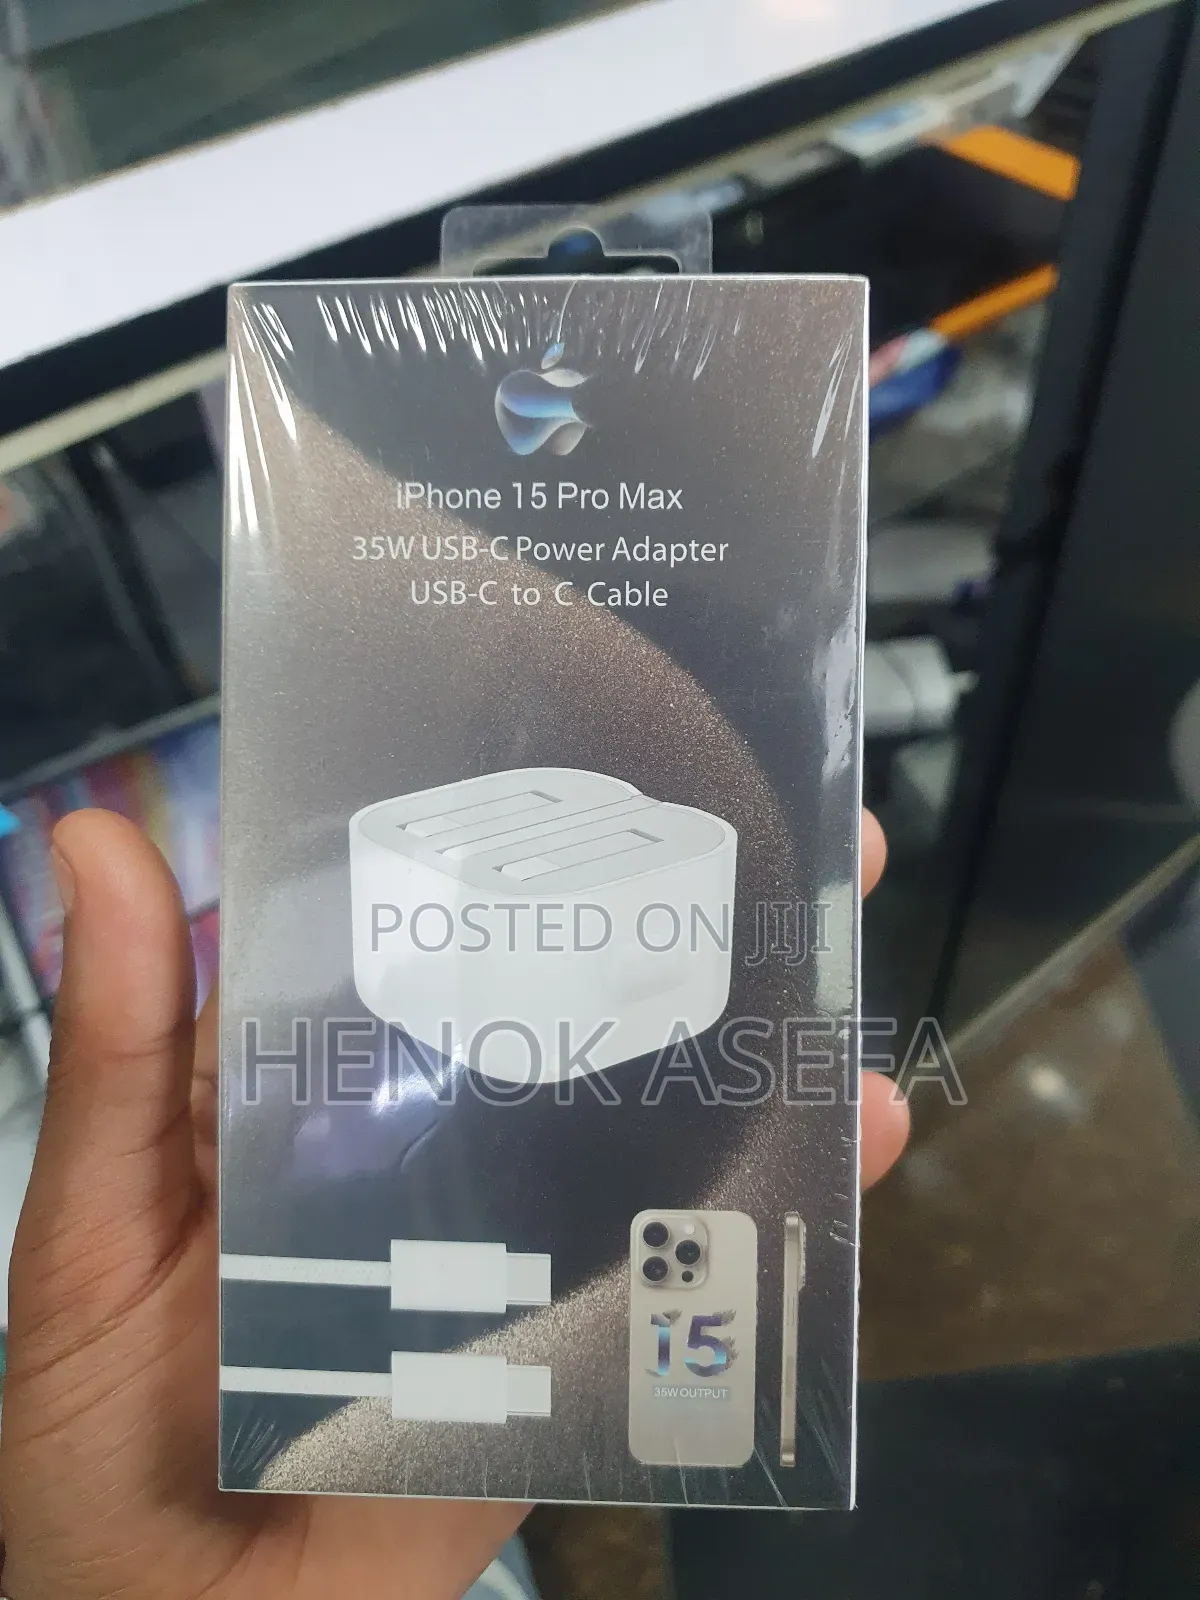 iPhone 15 Pro Max
35W USB-C Power Adapter
USB-C to C Cable
POSTED ON JIJI
HENOK ASEFA
15
35W OUTPUT